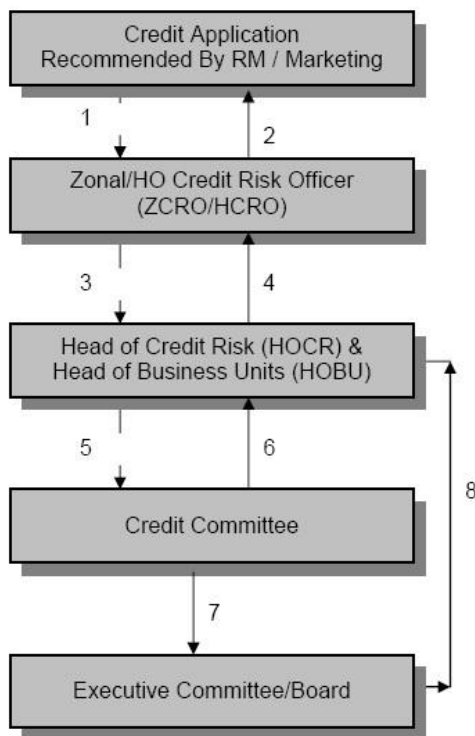 Credit Application
Recommended By RM / Marketing
1
2
Zonal/HO Credit Risk Officer
(ZCRO/HCRO)
3
4
Head of Credit Risk (HOCR) &
Head of Business Units (HOBU)
5
6
8
Credit Committee
7
Executive Committee/Board